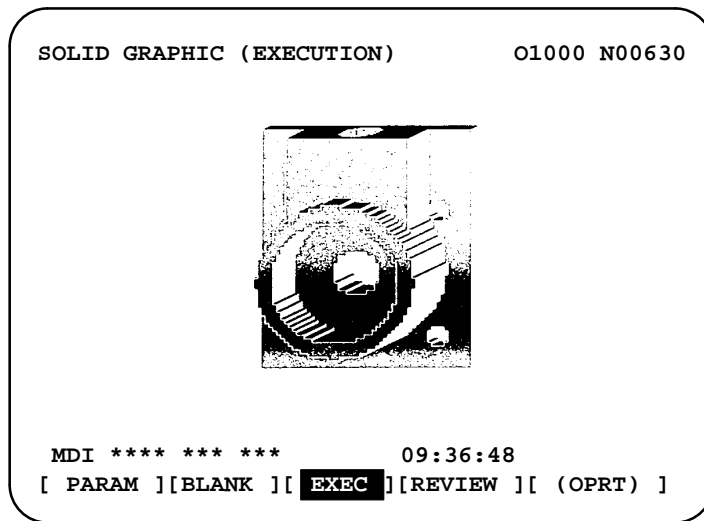 SOLID GRAPHIC (EXECUTION) O1000 N00630
MDI **** *** *** 09:36:48
[ PARAM ][BLANK ][ EXEC ][REVIEW ][ (OPRT) ]